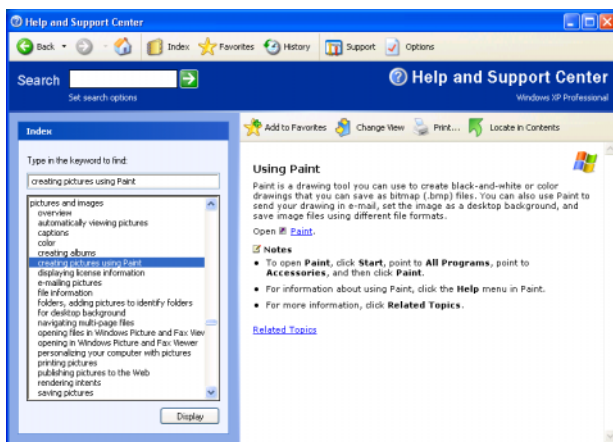 Help and Support Center
Back
Index
Favorites
History
Support
Options
Search
Set search options
Help and Support Center
Windows XP Professional
Index
Type in the keyword to find:
creating pictures using Paint
pictures and images
overview
automatically viewing pictures
captions
color
creating albums
creating pictures using Paint
displaying license information
e-mailing pictures
file information
folders, adding pictures to identify folders
for desktop background
navigating multi-page files
opening files in Windows Picture and Fax View
opening in Windows Picture and Fax Viewer
personalizing your computer with pictures
printing pictures
publishing pictures to the Web
rendering intents
saving pictures
Display
Add to Favorites
Change View
Print...
Locate in Contents
Using Paint
Paint is a drawing tool you can use to create black-and-white or color
drawings that you can save as bitmap (.bmp) files. You can also use Paint to
send your drawing in e-mail, set the image as a desktop background, and
save image files using different file formats.
Open Paint.
Notes
• To open Paint, click Start, point to All Programs, point to
Accessories, and then click Paint.
• For information about using Paint, click the Help menu in Paint.
• For more information, click Related Topics.
Related Topics